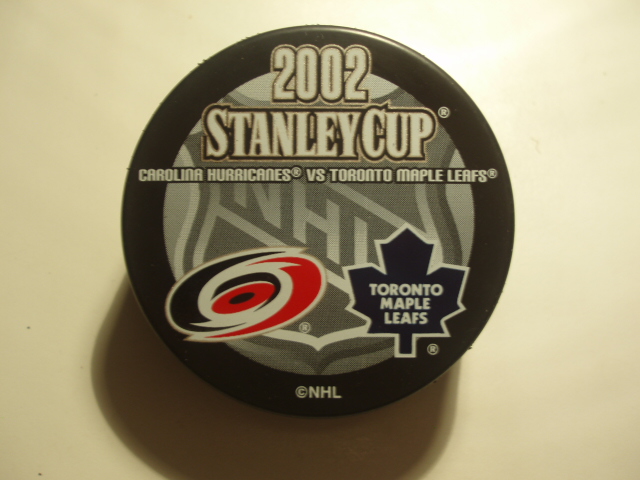 2002
STANLEY CUP®
CAROLINA HURRICANES® VS TORONTO MAPLE LEAFS®
NHL
TORONTO
MAPLE
LEAFS
®
®
©NHL